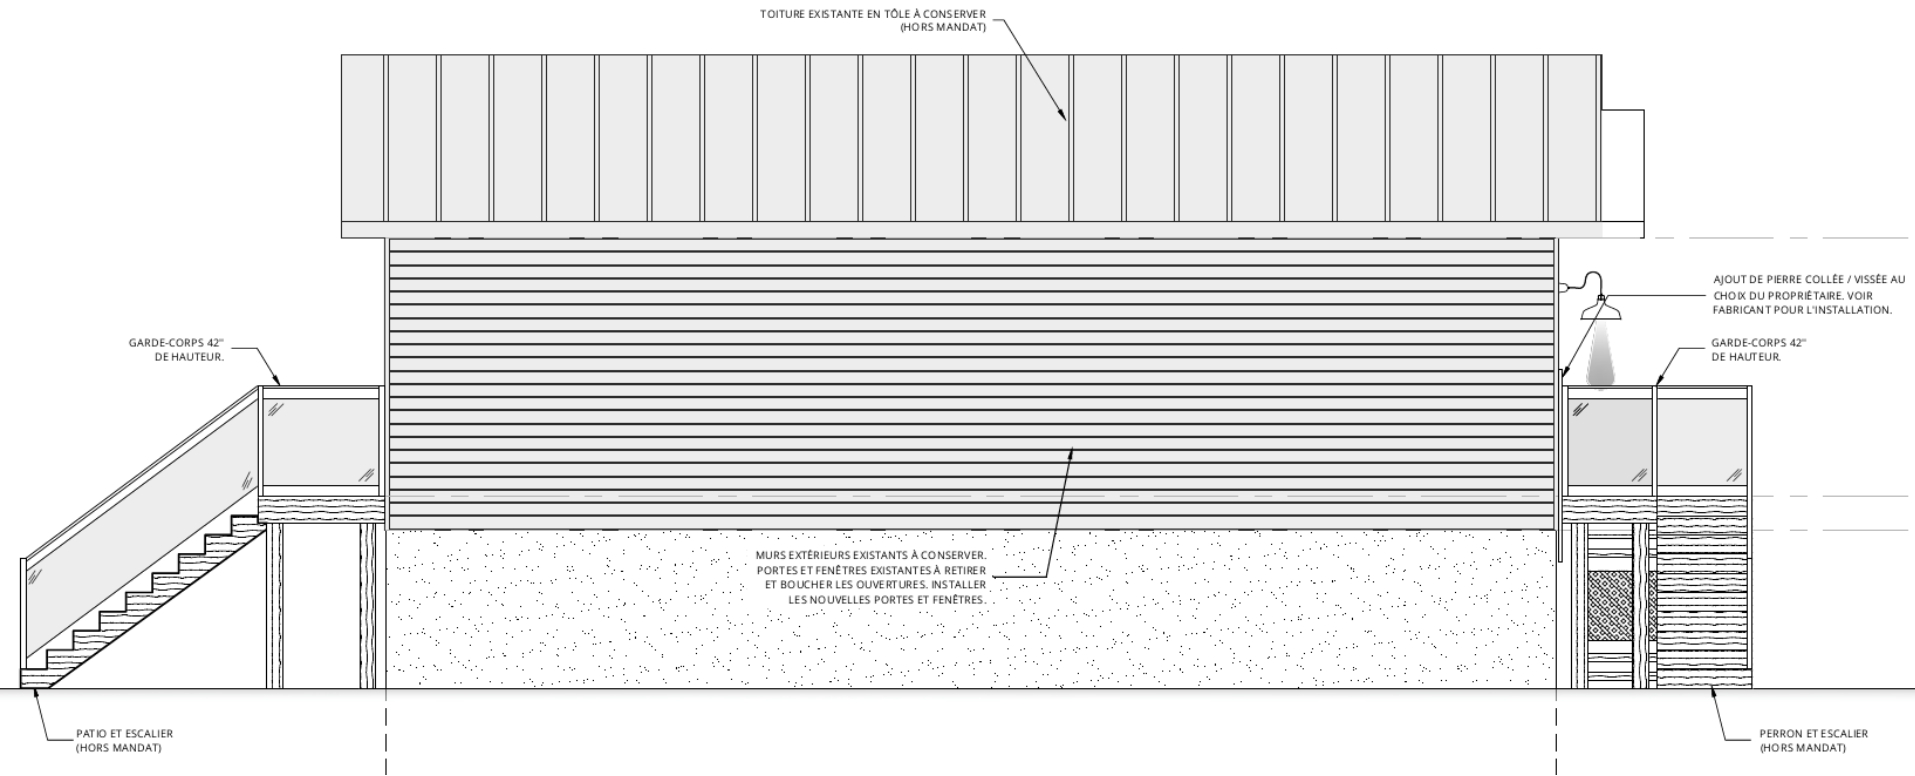 TOITURE EXISTANTE EN TÔLE À CONSERVER
(HORS MANDAT)
AJOUT DE PIERRE COLLÉE / VISSÉE AU
CHOIX DU PROPRIÉTAIRE. VOIR
FABRICANT POUR L'INSTALLATION.
GARDE-CORPS 42"
DE HAUTEUR.
GARDE-CORPS 42"
DE HAUTEUR.
MURS EXTÉRIEURS EXISTANTS À CONSERVER.
PORTES ET FENÊTRES EXISTANTES À RETIRER
ET BOUCHER LES OUVERTURES. INSTALLER
LES NOUVELLES PORTES ET FENÊTRES.
PATIO ET ESCALIER
(HORS MANDAT)
PERRON ET ESCALIER
(HORS MANDAT)